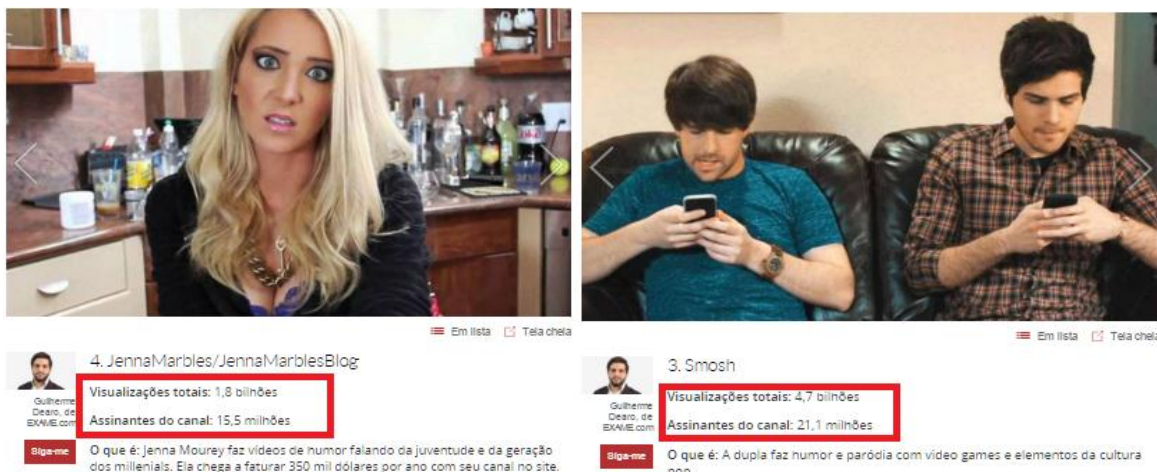 Em lista Tela cheia
4. JennaMarbles/JennaMarblesBlog
Visualizações totais: 1,8 bilhões
Assinantes do canal: 15,5 milhões
Guilherme
Dearo, de
EXAME.com
Siga-me
O que é: Jenna Mourey faz vídeos de humor falando da juventude e da geração
dos millenials. Ela chega a faturar 350 mil dólares por ano com seu canal no site.
Em lista Tela cheia
3. Smosh
Visualizações totais: 4,7 bilhões
Assinantes do canal: 21,1 milhões
Guilherme
Dearo, de
EXAME.com
Siga-me
O que é: A dupla faz humor e paródia com video games e elementos da cultura